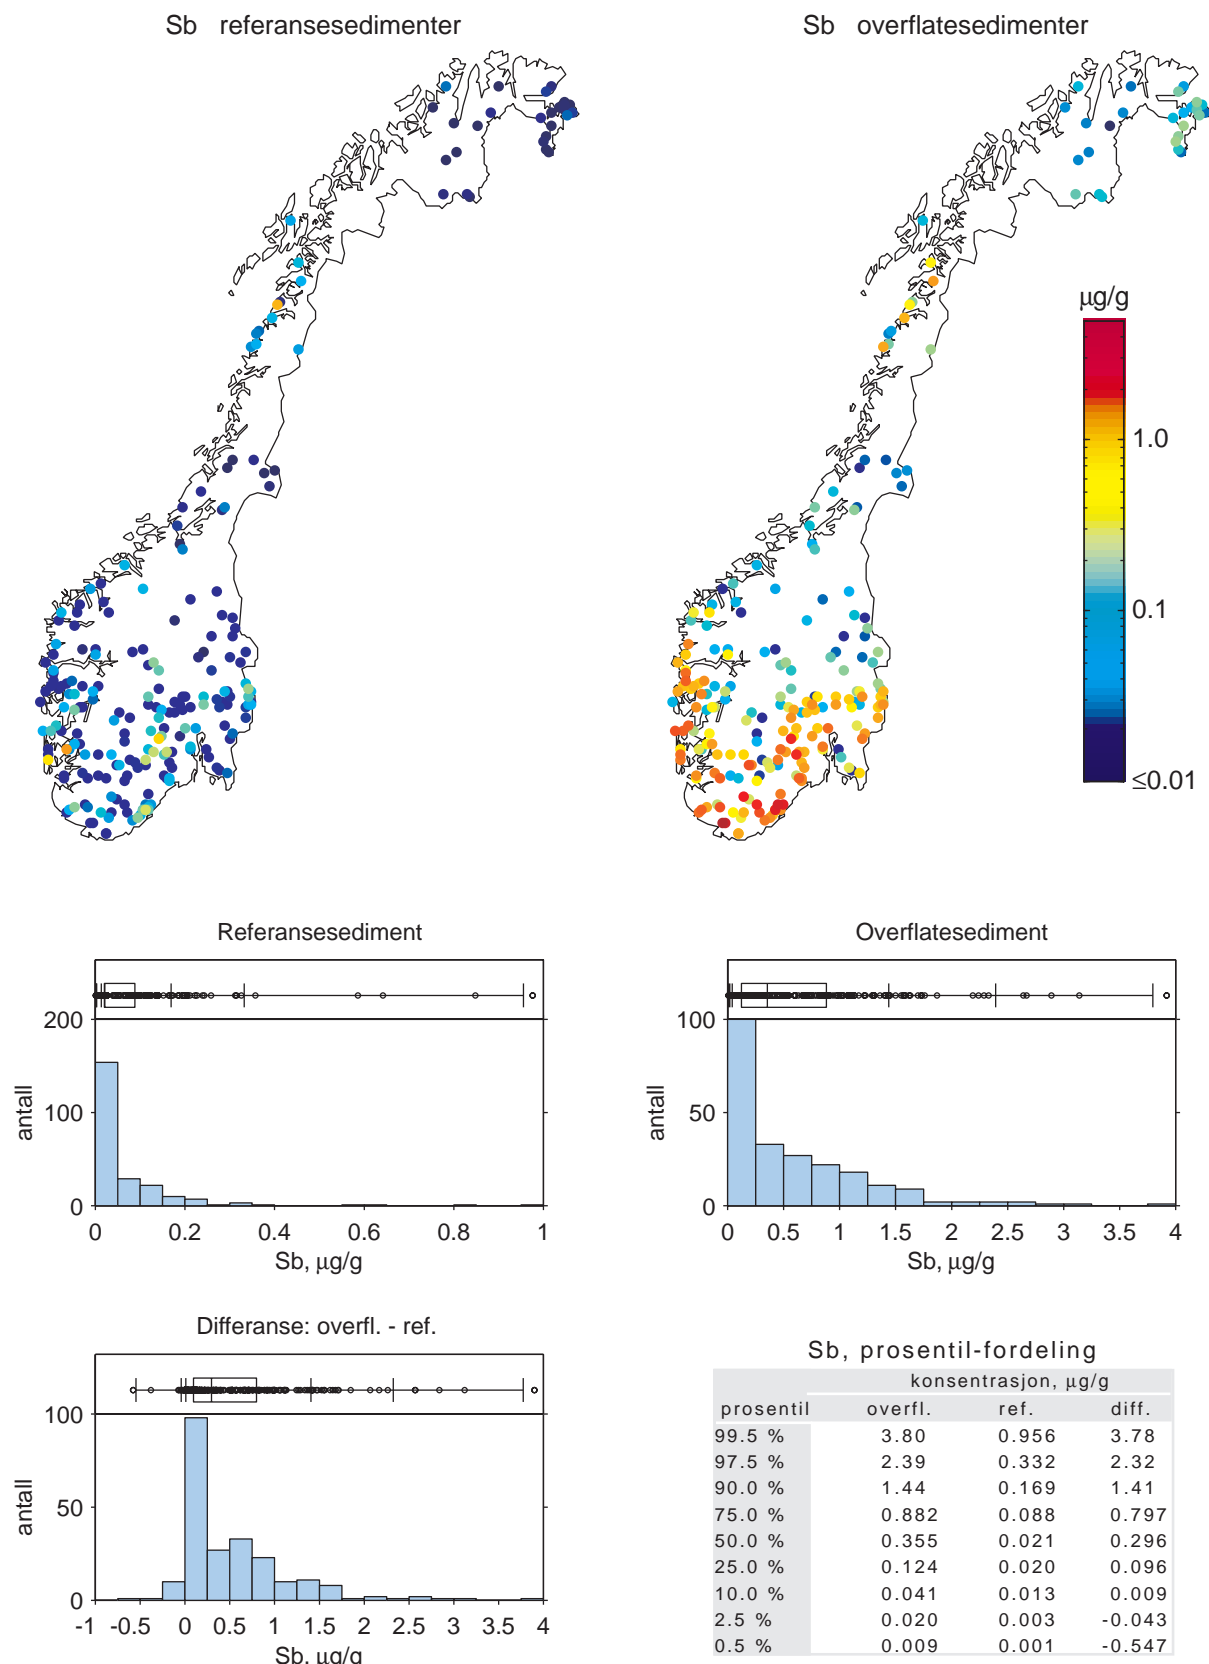 Sb referansesedimenter
Sb overflatesedimenter
µg/g
1.0
0.1
≤0.01
Referansesediment
200
100
0
antall
0 0.2 0.4 0.6 0.8 1
Sb, µg/g
Overflatesediment
100
50
0
antall
0 0.5 1 1.5 2 2.5 3 3.5 4
Sb, µg/g
Differanse: overfl. - ref.
100
50
0
antall
-1 -0.5 0 0.5 1 1.5 2 2.5 3 3.5 4
Sb, µg/g
Sb, prosentil-fordeling
konsentrasjon, µg/g
prosentil overfl. ref. diff.
99.5 % 3.80 0.956 3.78
97.5 % 2.39 0.332 2.32
90.0 % 1.44 0.169 1.41
75.0 % 0.882 0.088 0.797
50.0 % 0.355 0.021 0.296
25.0 % 0.124 0.020 0.096
10.0 % 0.041 0.013 0.009
2.5 % 0.020 0.003 -0.043
0.5 % 0.009 0.001 -0.547